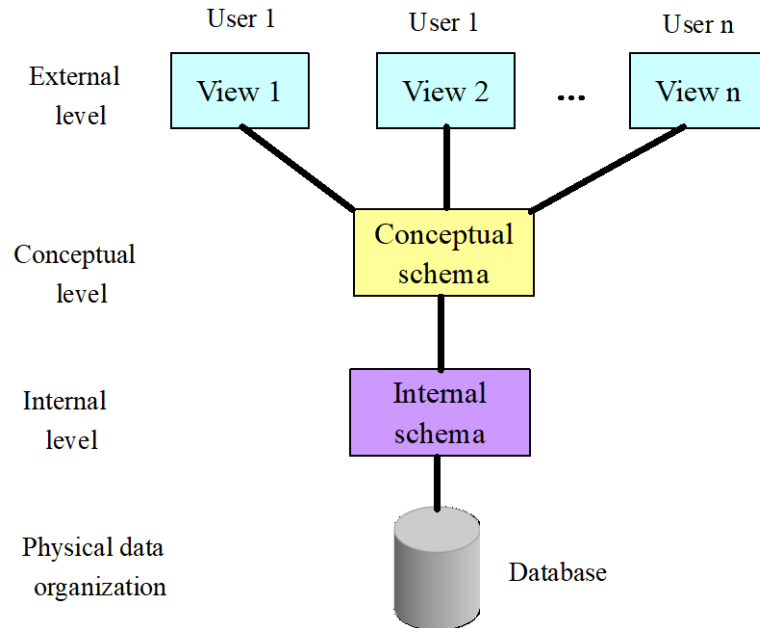 User 1
User 1
User n
External
level
View 1
View 2
...
View n
Conceptual
level
Conceptual
schema
Internal
level
Internal
schema
Physical data
organization
Database